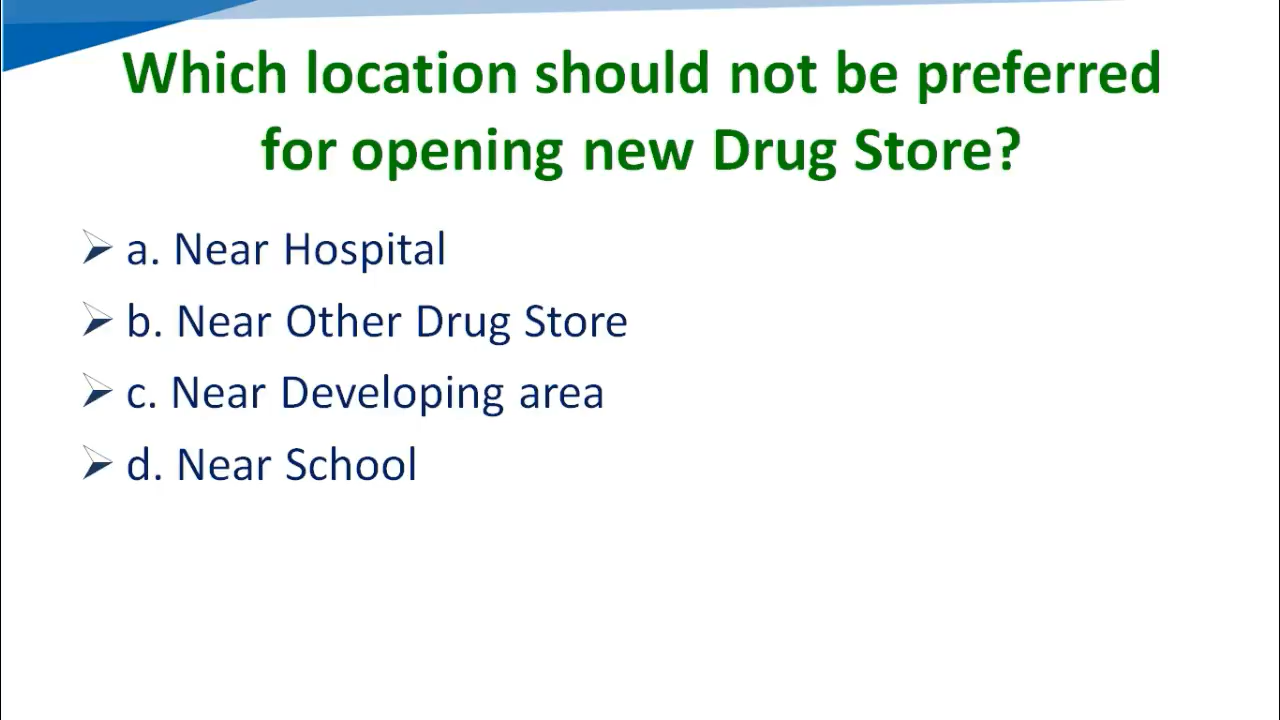 Which location should not be preferred
for opening new Drug Store?
a. Near Hospital
b. Near Other Drug Store
c. Near Developing area
d. Near School